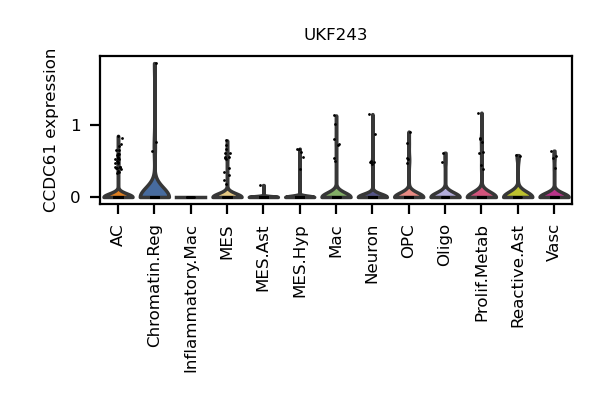 UKF243
CCDC61 expression
1
0
AC
Chromatin.Reg
Inflammatory.Mac
MES
MES.Ast
MES.Hyp
Mac
Neuron
OPC
Oligo
Prolif.Metab
Reactive.Ast
Vasc